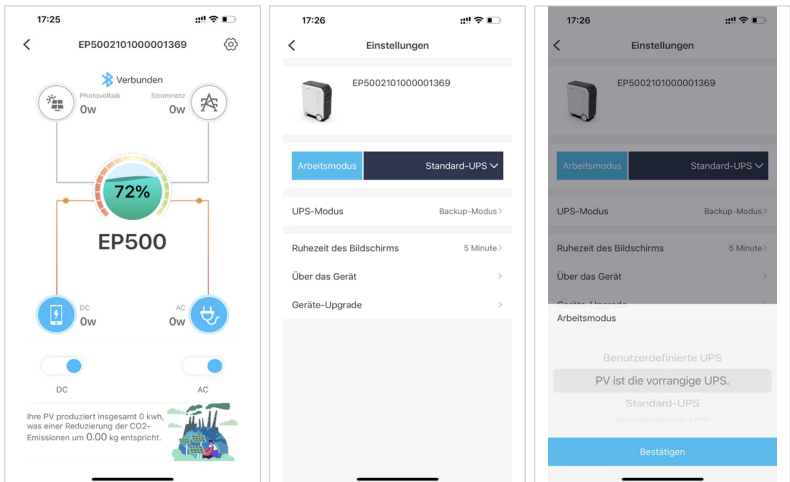 17:25
EP5002101000001369
Verbunden
Photovoltaik
0w
Stromnetz
0w
72%
EP500
DC
0w
AC
0w
DC
AC
Ihre PV produziert insgesamt 0 kwh,
was einer Reduzierung der CO2-
Emissionen um 0.00 kg entspricht.
17:26
Einstellungen
EP5002101000001369
Arbeitsmodus
Standard-UPS
UPS-Modus
Backup-Modus
Ruhezeit des Bildschirms
5 Minute
Über das Gerät
Geräte-Upgrade
17:26
Einstellungen
EP5002101000001369
Arbeitsmodus
Standard-UPS
UPS-Modus
Backup-Modus
Ruhezeit des Bildschirms
5 Minute
Über das Gerät
Arbeitsmodus
Benutzerdefinierte UPS
PV ist die vorrangige UPS.
Standard-UPS
Bestätigen